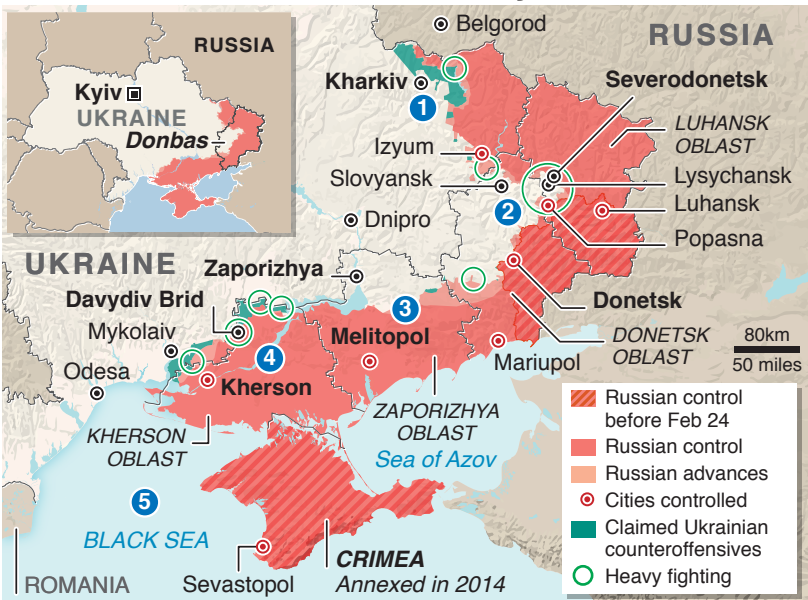 RUSSIA
Kyiv
UKRAINE
Donbas
Belgorod
RUSSIA
Kharkiv
1
Severodonetsk
Izyum
LUHANSK
OBLAST
Slovyansk
Lysychansk
2
Luhansk
Dnipro
Popasna
UKRAINE
Zaporizhya
Davydiv Brid
3
Donetsk
Mykolaiv
Melitopol
DONETSK
OBLAST
80km
50 miles
4
Mariupol
Odesa
Kherson
KHERSON
OBLAST
ZAPORIZHYA
OBLAST
Sea of Azov
5
BLACK SEA
CRIMEA
Annexed in 2014
Sevastopol
ROMANIA
Russian control
before Feb 24
Russian control
Russian advances
Cities controlled
Claimed Ukrainian
counteroffensives
Heavy fighting